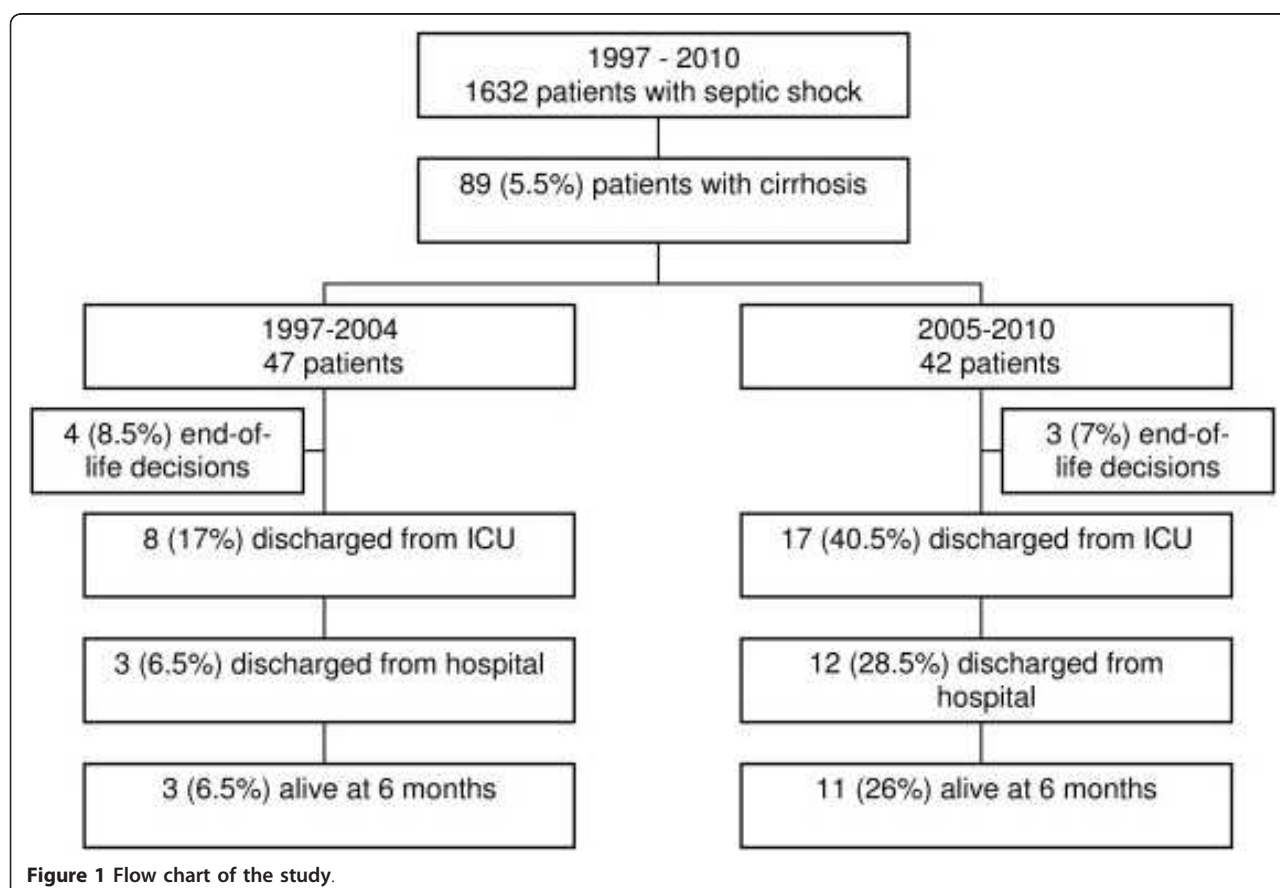 1997 - 2010
1632 patients with septic shock
89 (5.5%) patients with cirrhosis
1997-2004
47 patients
2005-2010
42 patients
4 (8.5%) end-of-
life decisions
3 (7%) end-of-
life decisions
8 (17%) discharged from ICU
17 (40.5%) discharged from ICU
3 (6.5%) discharged from hospital
12 (28.5%) discharged from
hospital
3 (6.5%) alive at 6 months
11 (26%) alive at 6 months
Figure 1 Flow chart of the study.